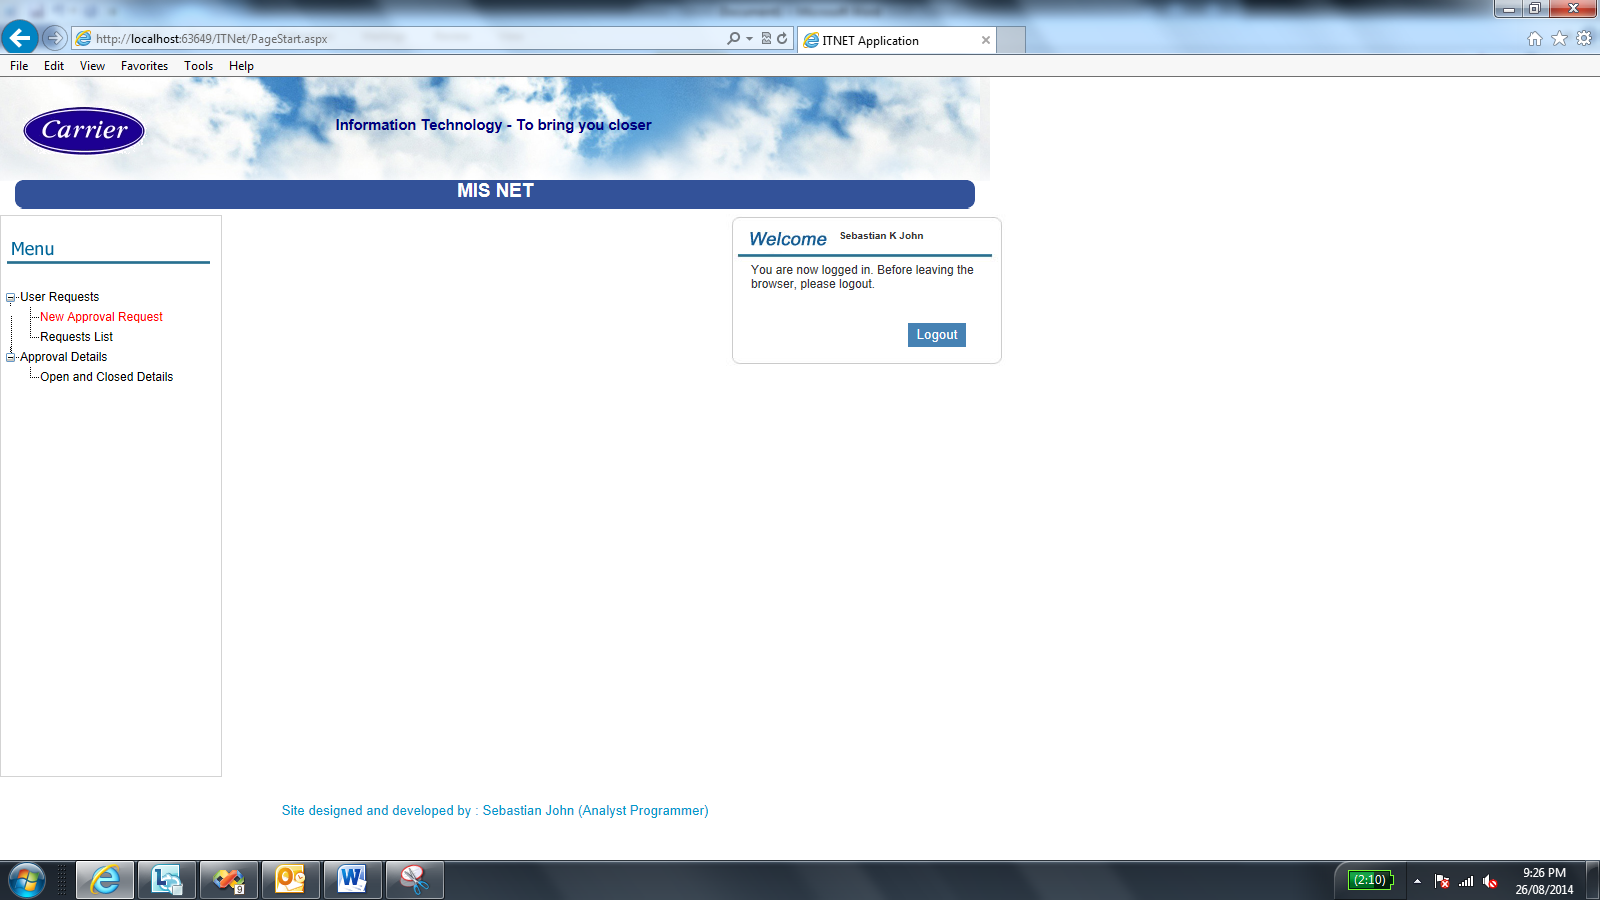 http://localhost:63649/ITNet/PageStart.aspx
ITNET Application
File Edit View Favorites Tools Help
Carrier
Information Technology - To bring you closer
MIS NET
Menu
User Requests
New Approval Request
Requests List
Approval Details
Open and Closed Details
Welcome Sebastian K John
You are now logged in. Before leaving the
browser, please logout.
Logout
Site designed and developed by : Sebastian John (Analyst Programmer)
9
(2:10)
9:26 PM
26/08/2014